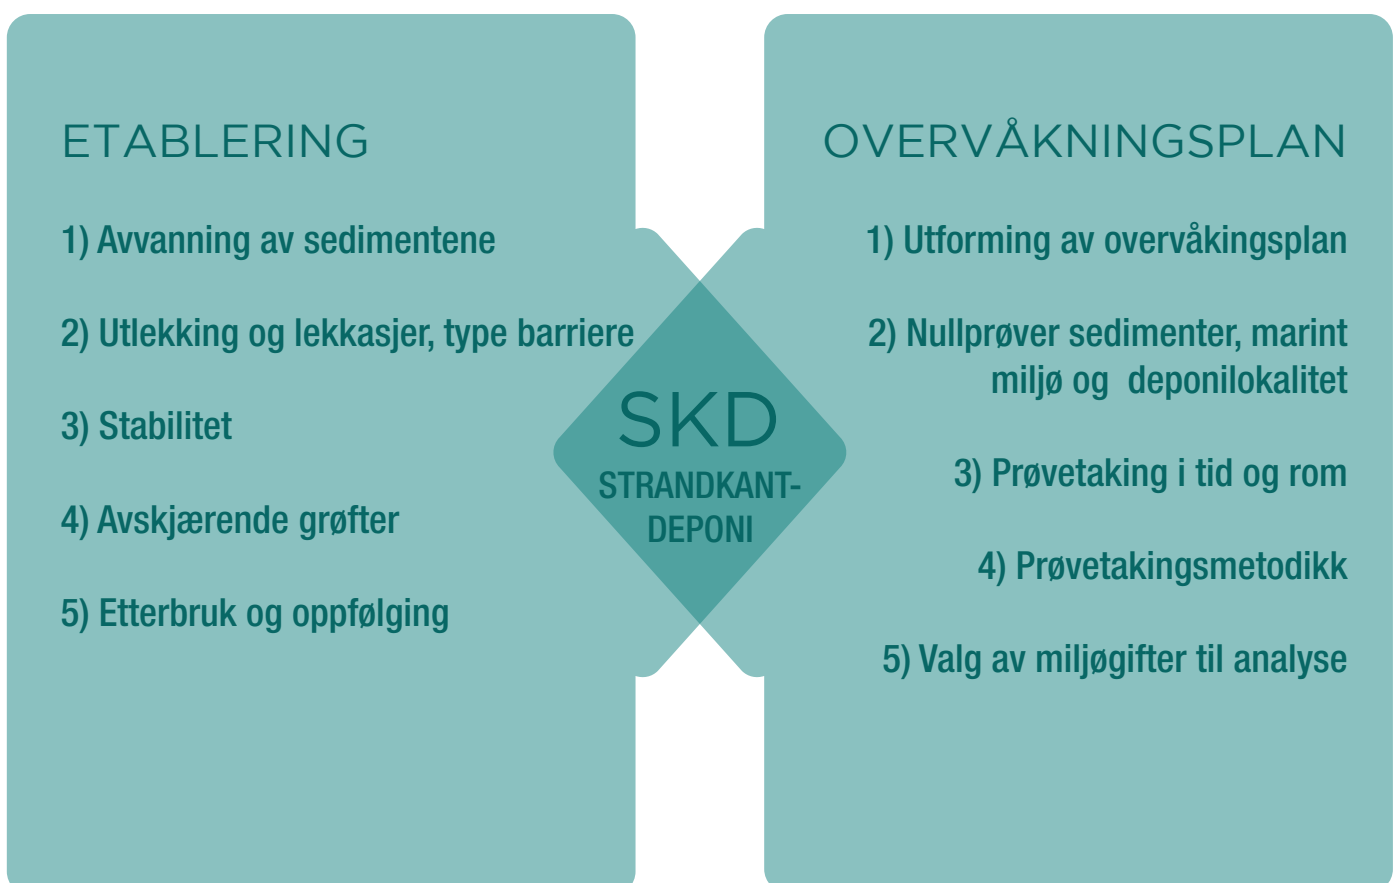 ETABLERING
1) Avvanning av sedimentene
2) Utlekking og lekkasjer, type barriere
3) Stabilitet
4) Avskjærende grøfter
5) Etterbruk og oppfølging
SKD
STRANDKANT-
DEPONI
OVERVÅKNINGSPLAN
1) Utforming av overvåkingsplan
2) Nullprøver sedimenter, marint
miljø og deponilokalitet
3) Prøvetaking i tid og rom
4) Prøvetakingsmetodikk
5) Valg av miljøgifter til analyse